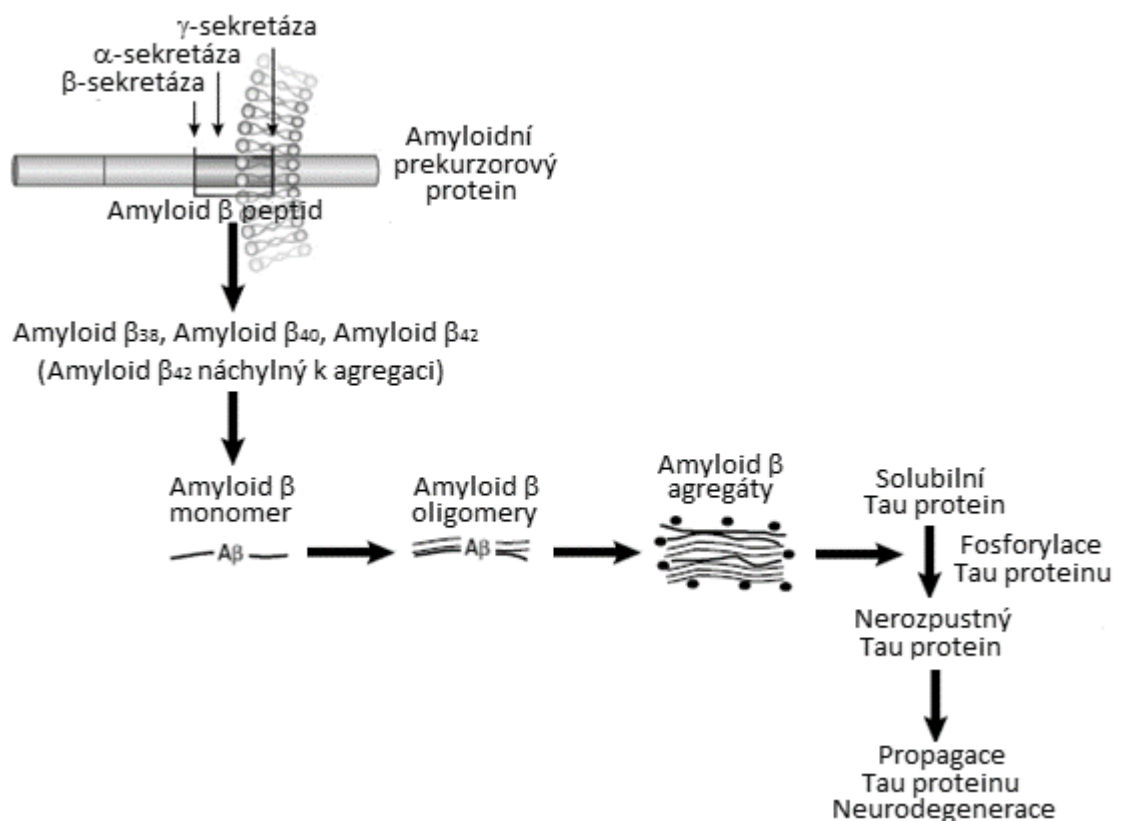 γ-sekretáza
α-sekretáza
β-sekretáza
Amyloidní
prekurzorový
protein
Amyloid β peptid
Amyloid β₃₈, Amyloid β₄₀, Amyloid β₄₂
(Amyloid β₄₂ náchylný k agregaci)
Amyloid β
monomer
Aβ
Amyloid β
oligomery
Aβ
Amyloid β
agregáty
Solubilní
Tau protein
Fosforylace
Tau proteinu
Nerozpustný
Tau protein
Propagace
Tau proteinu
Neurodegenerace